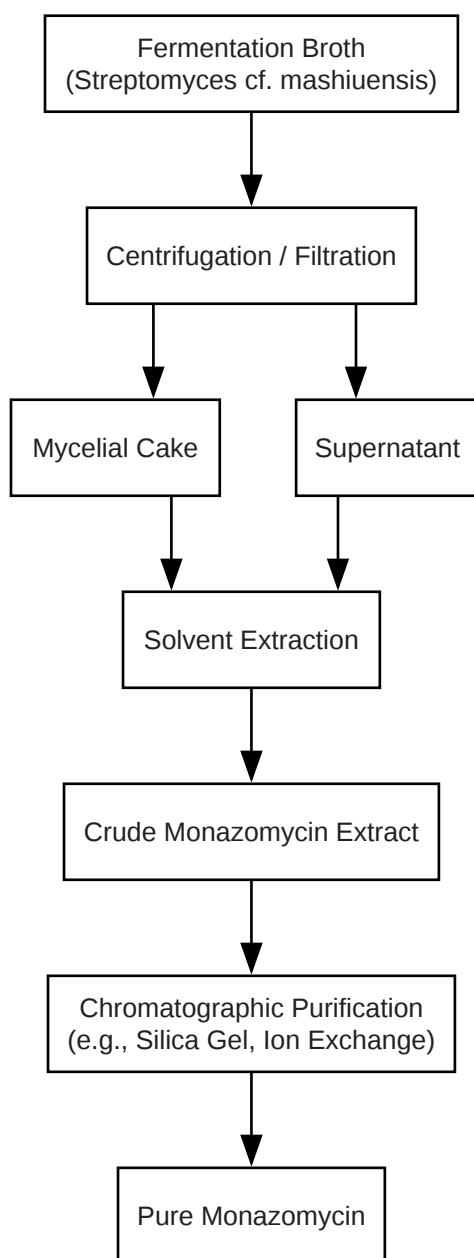 Fermentation Broth
(Streptomyces cf. mashiuensis)
Centrifugation / Filtration
Mycelial Cake
Supernatant
Solvent Extraction
Crude Monazomycin Extract
Chromatographic Purification
(e.g., Silica Gel, Ion Exchange)
Pure Monazomycin